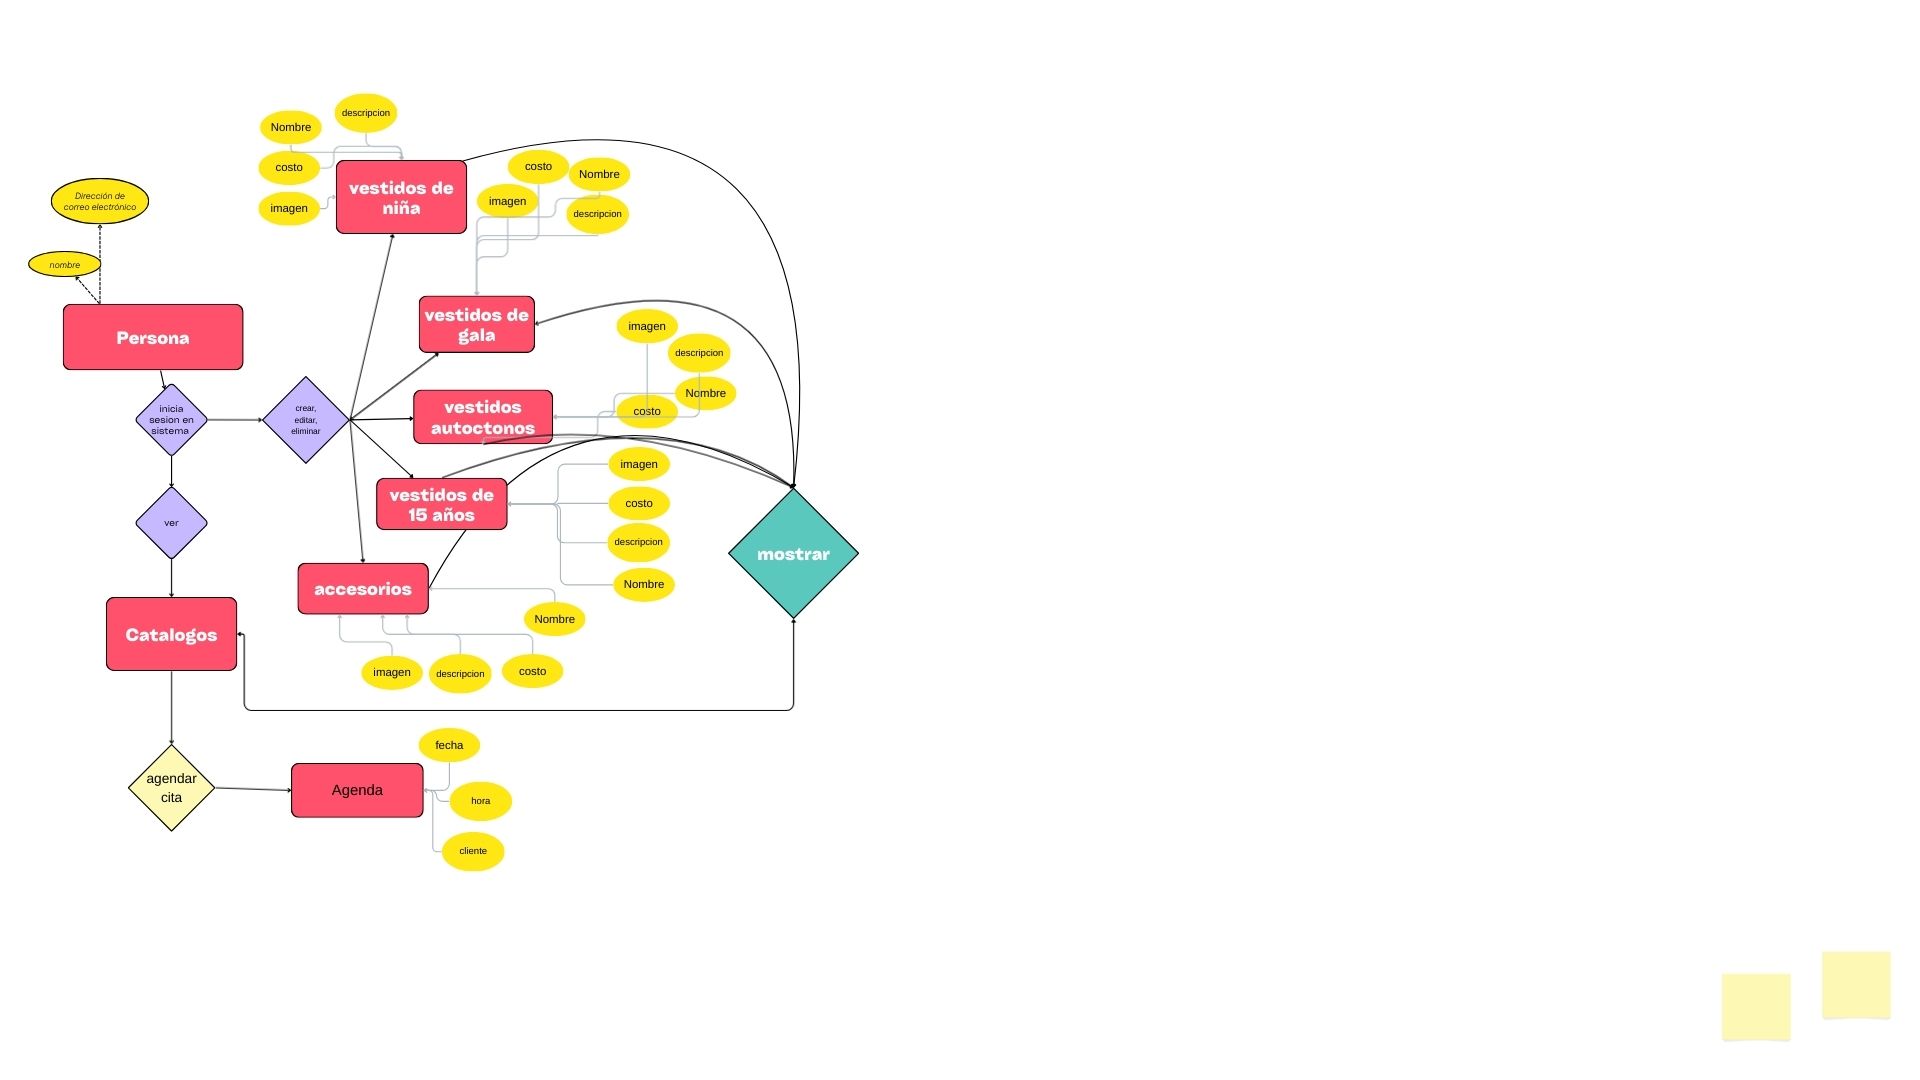 descripcion
Nombre
costo
imagen
vestidos de
niña
costo
Nombre
imagen
descripcion
Dirección de
correo electrónico
nombre
Persona
vestidos de
gala
imagen
descripcion
Nombre
costo
inicia
sesion en
sistema
crear,
editar,
eliminar
vestidos
autoctonos
imagen
costo
descripcion
Nombre
vestidos de
15 años
ver
mostrar
accesorios
Nombre
imagen
descripcion
costo
Catalogos
agendar
cita
Agenda
fecha
hora
cliente